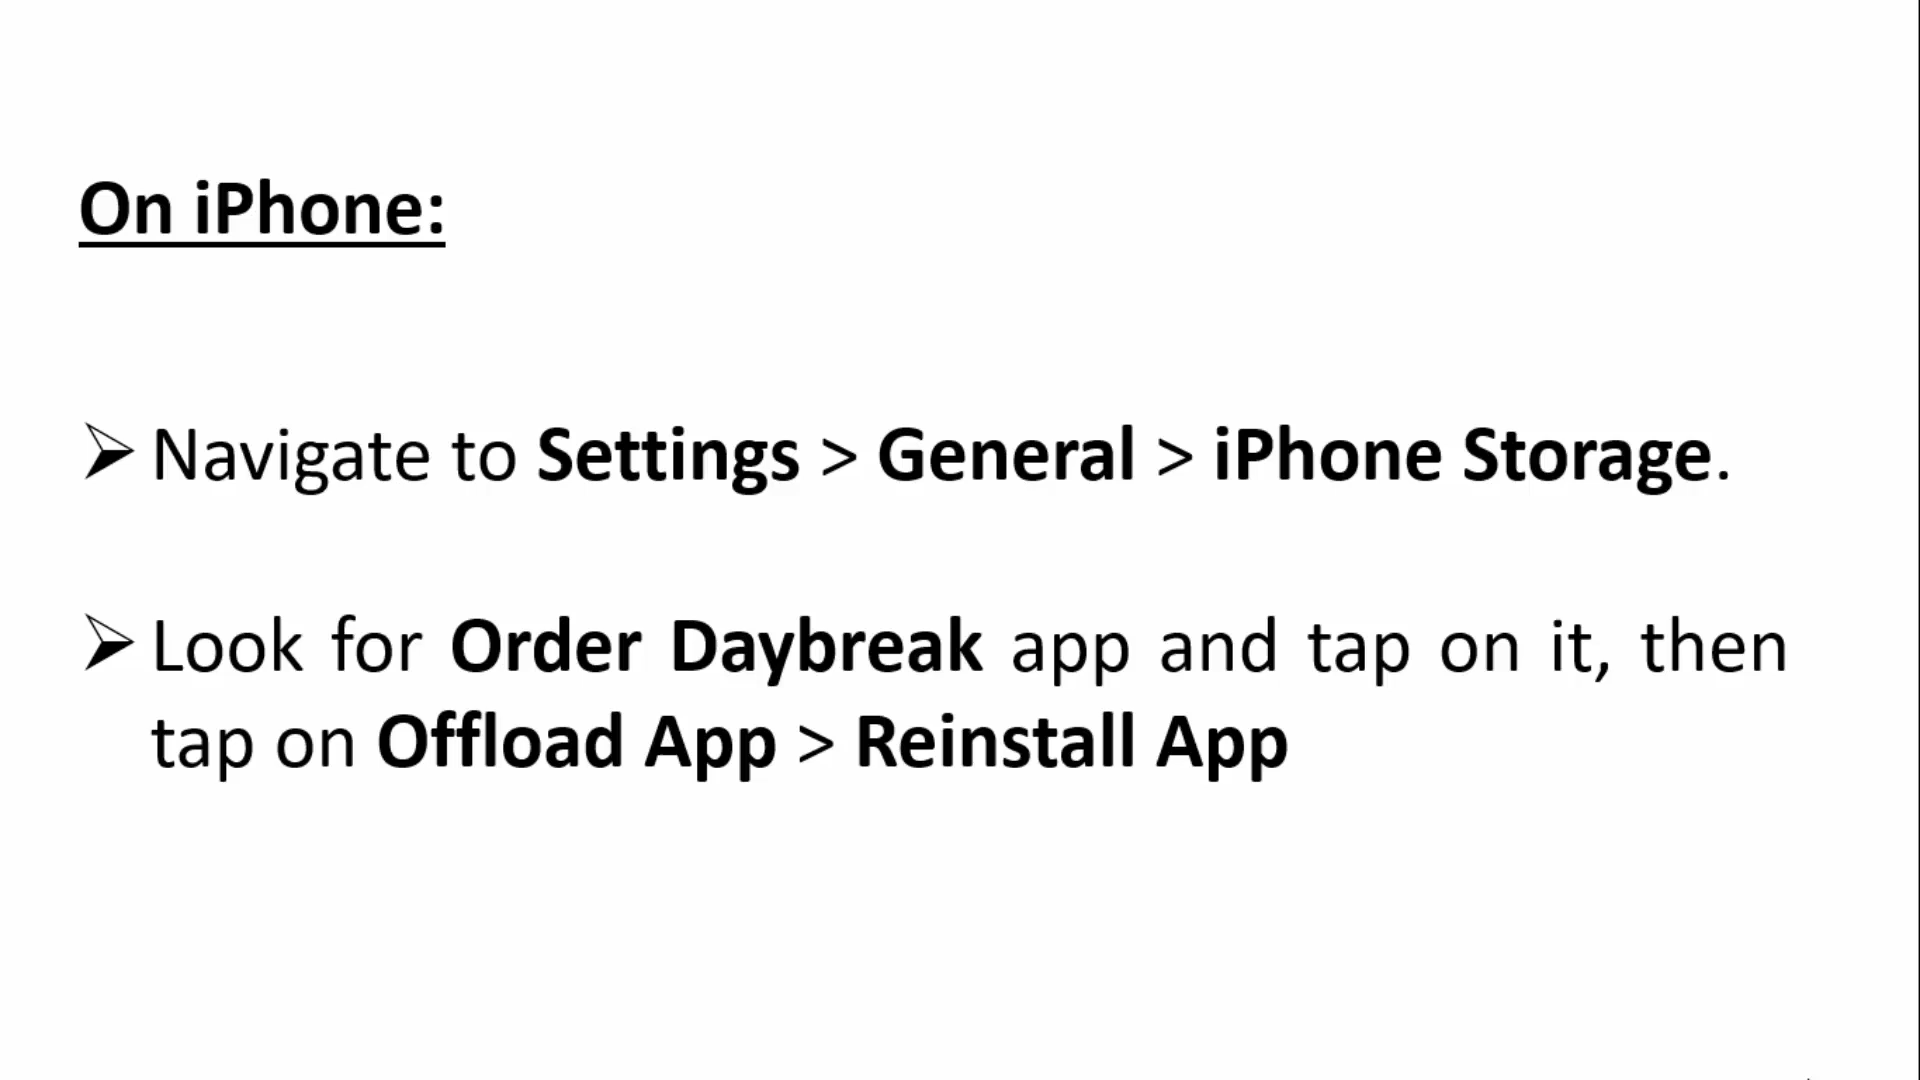 On iPhone:
➢ Navigate to Settings > General > iPhone Storage.
➢ Look for Order Daybreak app and tap on it, then
tap on Offload App > Reinstall App